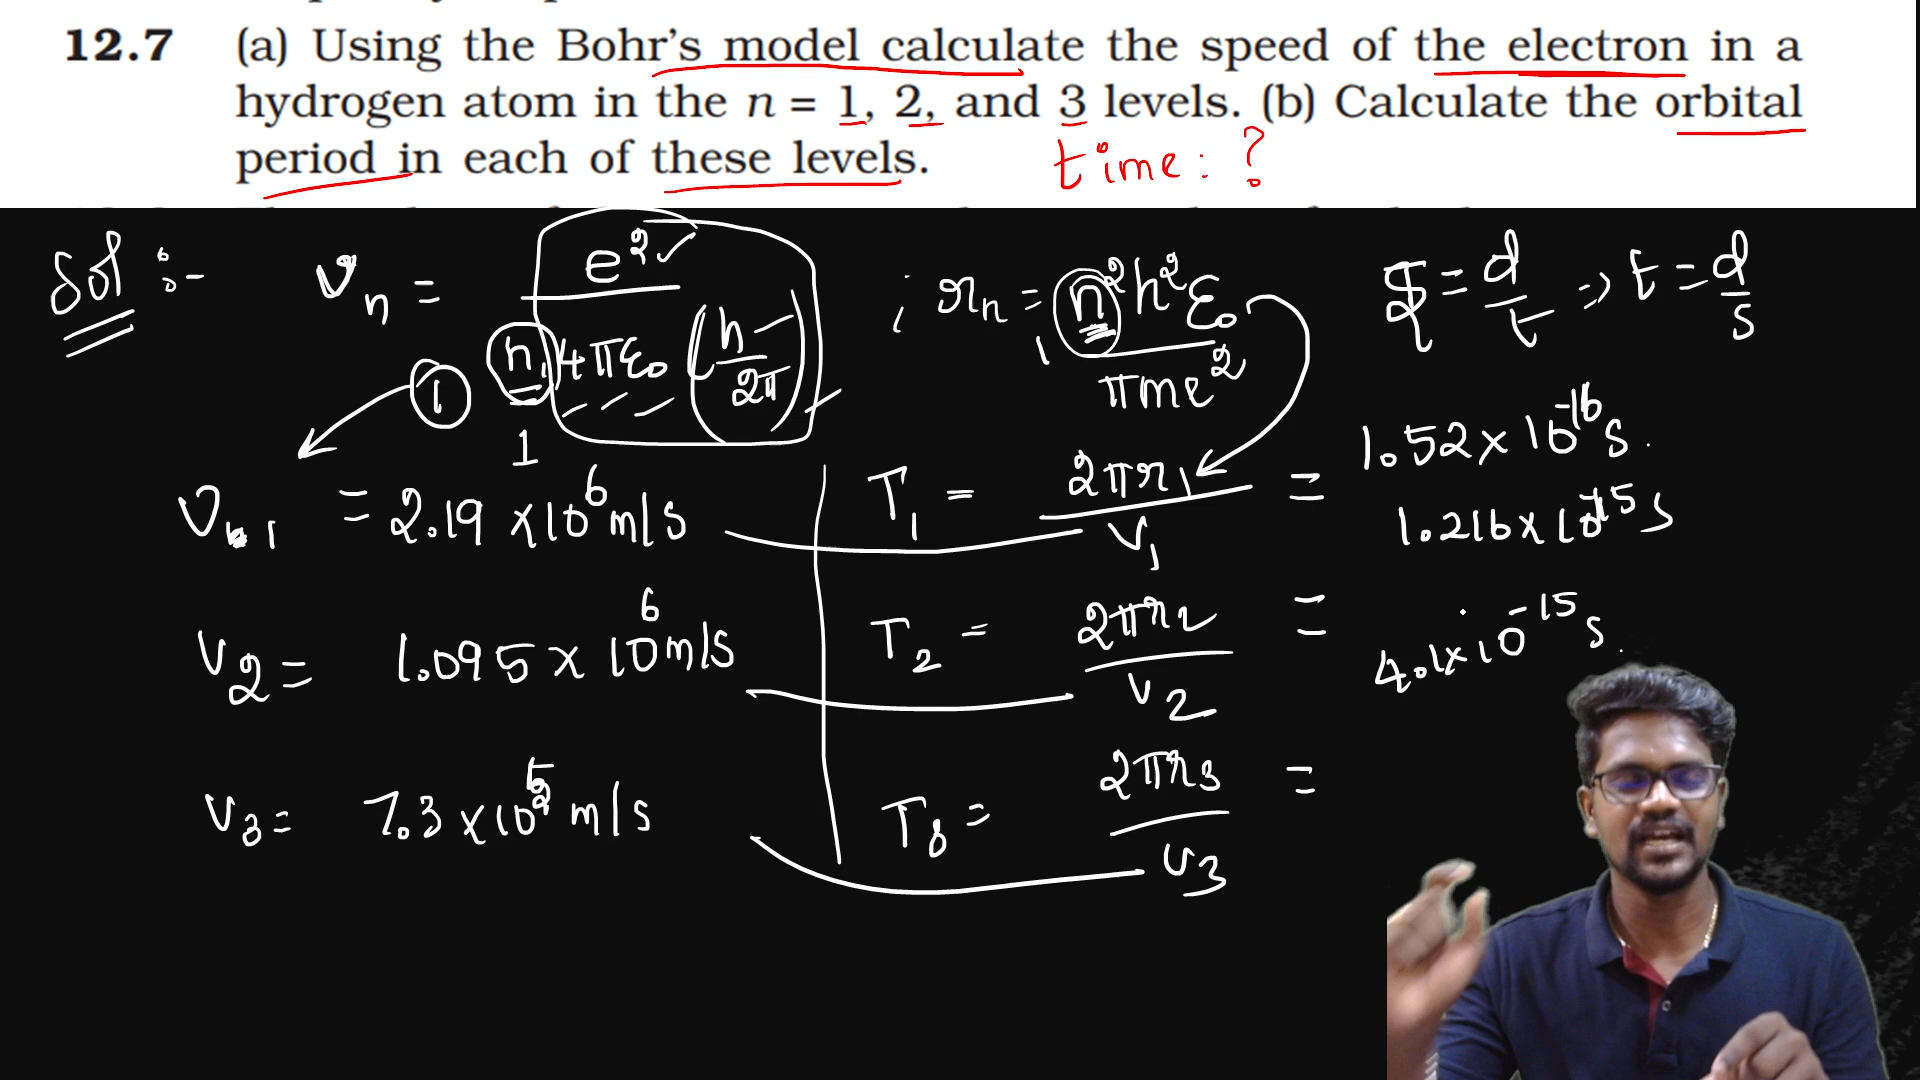 12.7 (a) Using the Bohr's model calculate the speed of the electron in a
hydrogen atom in the n = 1, 2, and 3 levels. (b) Calculate the orbital
period in each of these levels. time: ?
Sol :-
vₙ = e² / n 4πε₀ (h/2π) ; rₙ = n²h²ε₀ / πme²
S = d/t => t = d/s
1
1
1
v₁ = 2.19 × 10⁶ m/s T₁ = 2πr₁ / v₁ = 1.52 × 10⁻¹⁶ s.
1.216 × 10⁻¹⁵ s
v₂ = 1.095 × 10⁶ m/s T₂ = 2πr₂ / v₂ =
4.1 × 10⁻¹⁵ s.
v₃ = 7.3 × 10⁵ m/s T₃ = 2πr₃ / v₃ =